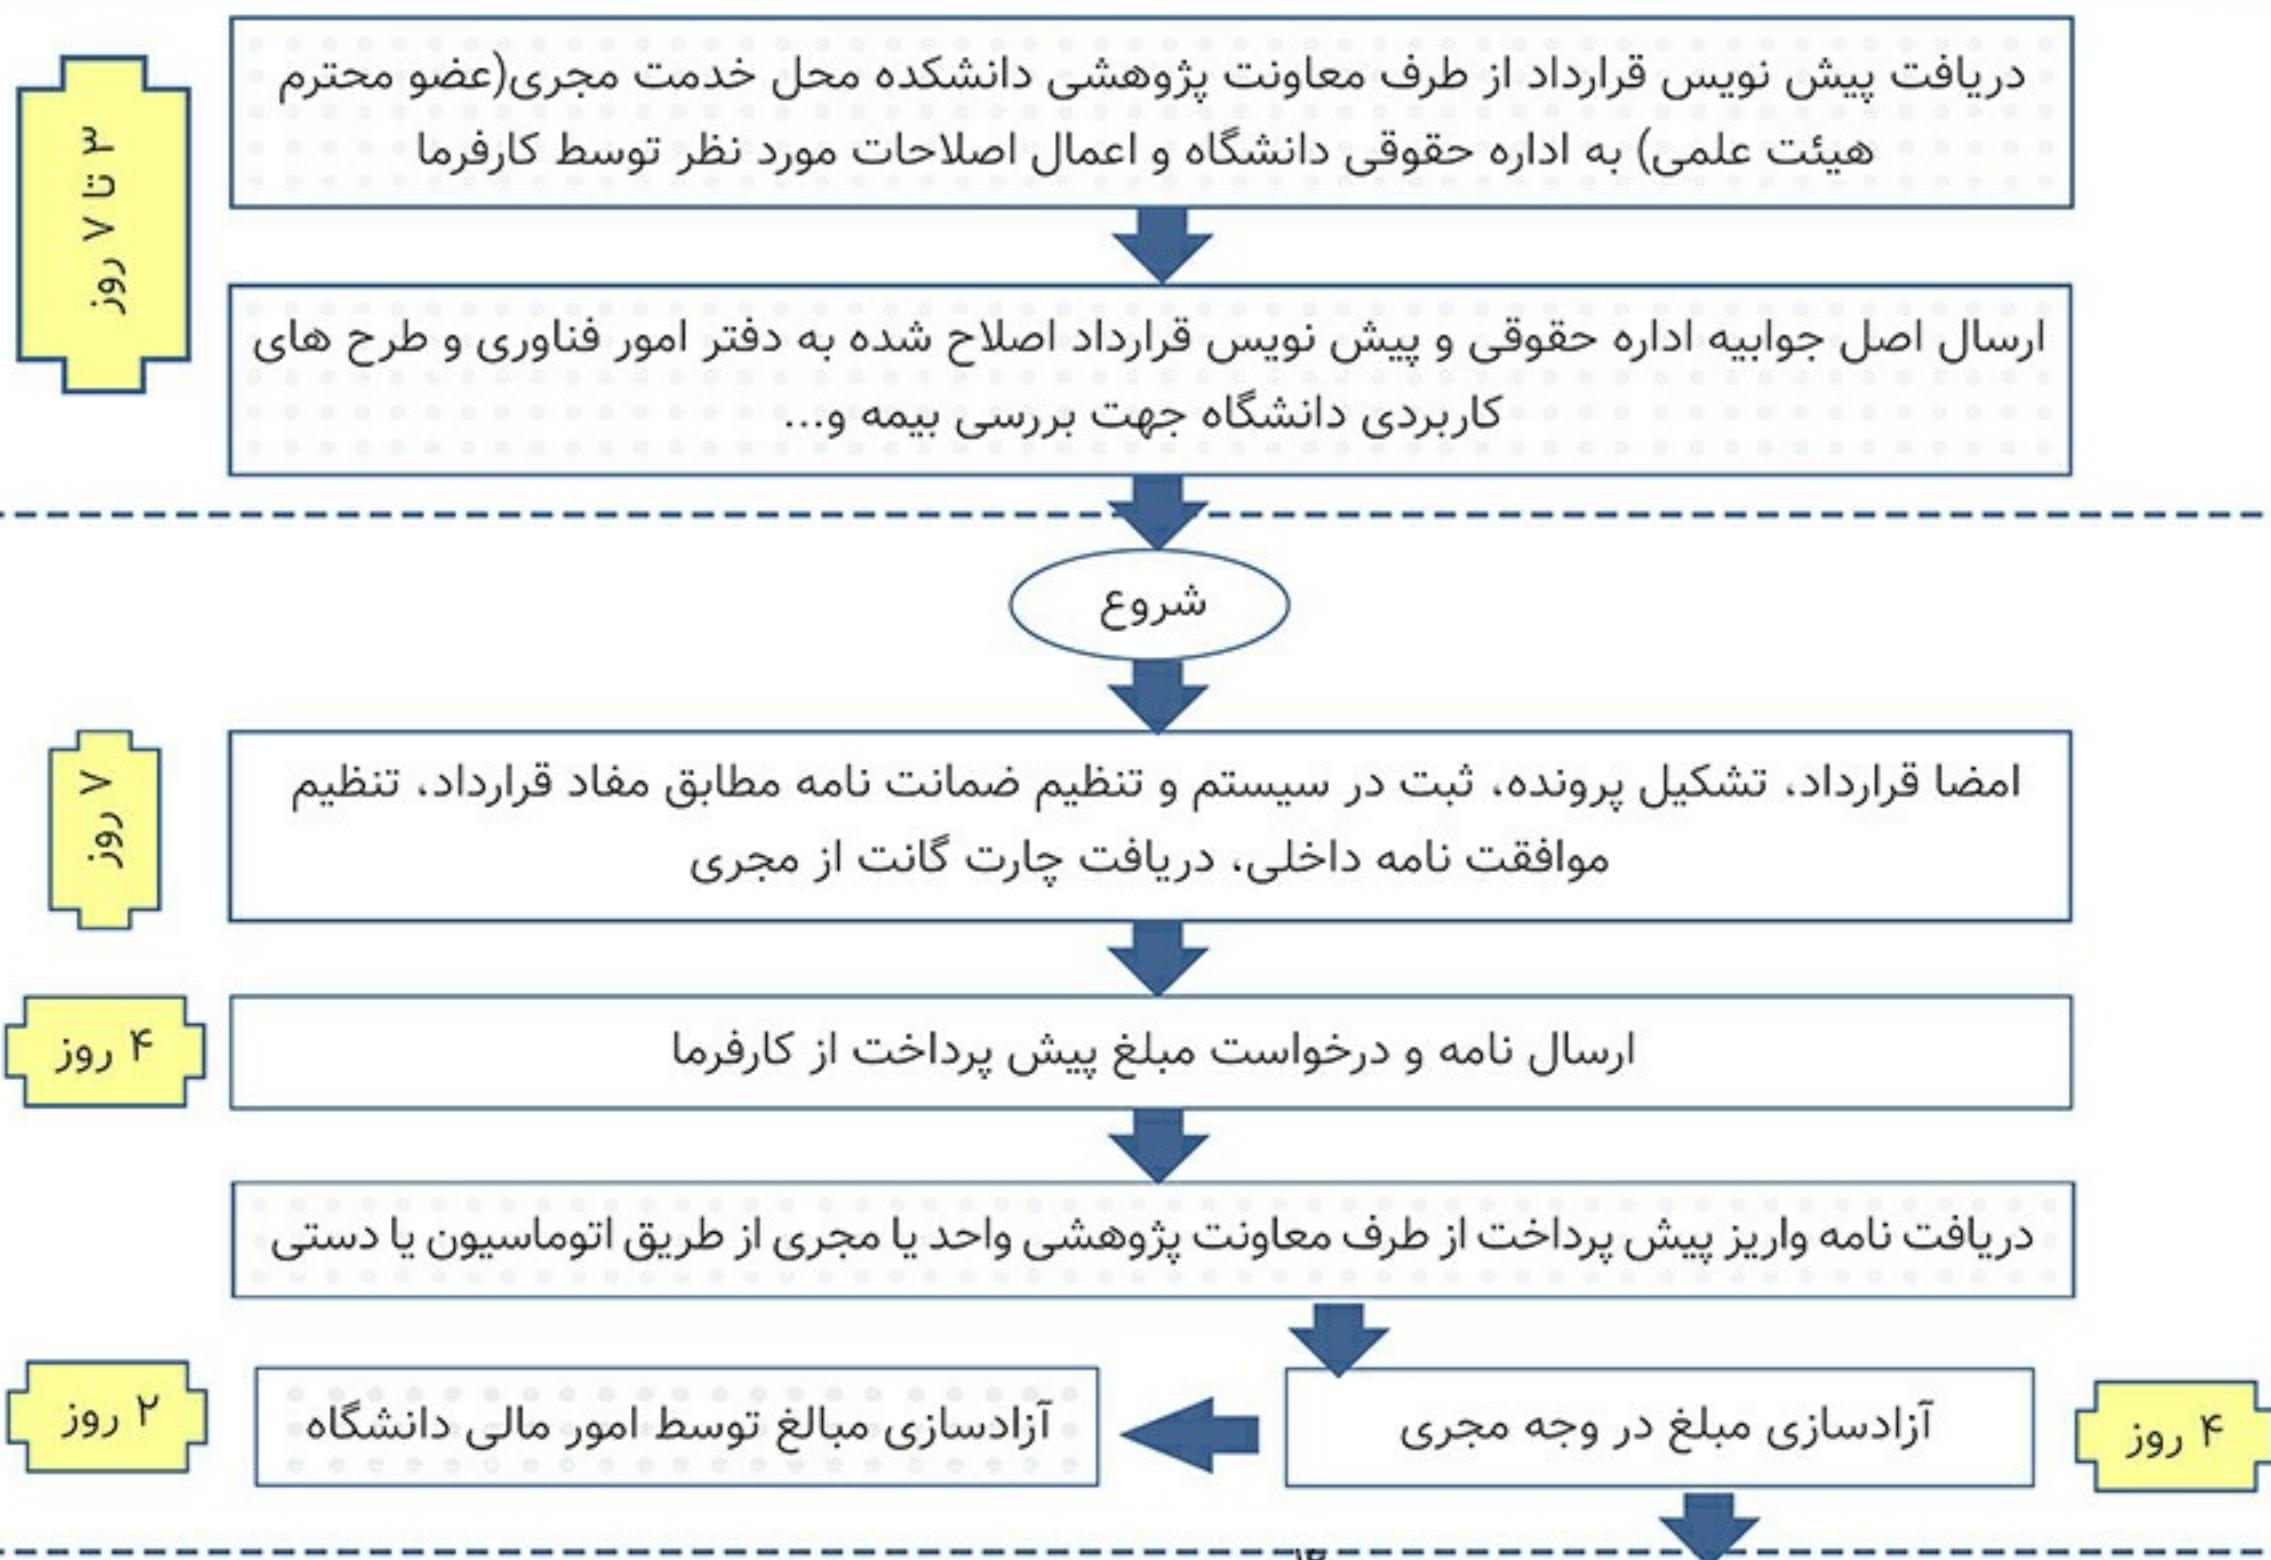 دریافت پیش نویس قرارداد از طرف معاونت پژوهشی دانشکده محل خدمت مجری(عضو محترم
هیئت علمی) به اداره حقوقی دانشگاه و اعمال اصلاحات مورد نظر توسط کارفرما
۳ تا ۷ روز
ارسال اصل جوابیه اداره حقوقی و پیش نویس قرارداد اصلاح شده به دفتر امور فناوری و طرح های
کاربردی دانشگاه جهت بررسی بیمه و...
شروع
امضا قرارداد، تشکیل پرونده، ثبت در سیستم و تنظیم ضمانت نامه مطابق مفاد قرارداد، تنظیم
موافقت نامه داخلی، دریافت چارت گانت از مجری
۷ روز
ارسال نامه و درخواست مبلغ پیش پرداخت از کارفرما
۴ روز
دریافت نامه واریز پیش پرداخت از طرف معاونت پژوهشی واحد یا مجری از طریق اتوماسیون یا دستی
۴ روز
آزادسازی مبلغ در وجه مجری
آزادسازی مبالغ توسط امور مالی دانشگاه
۲ روز